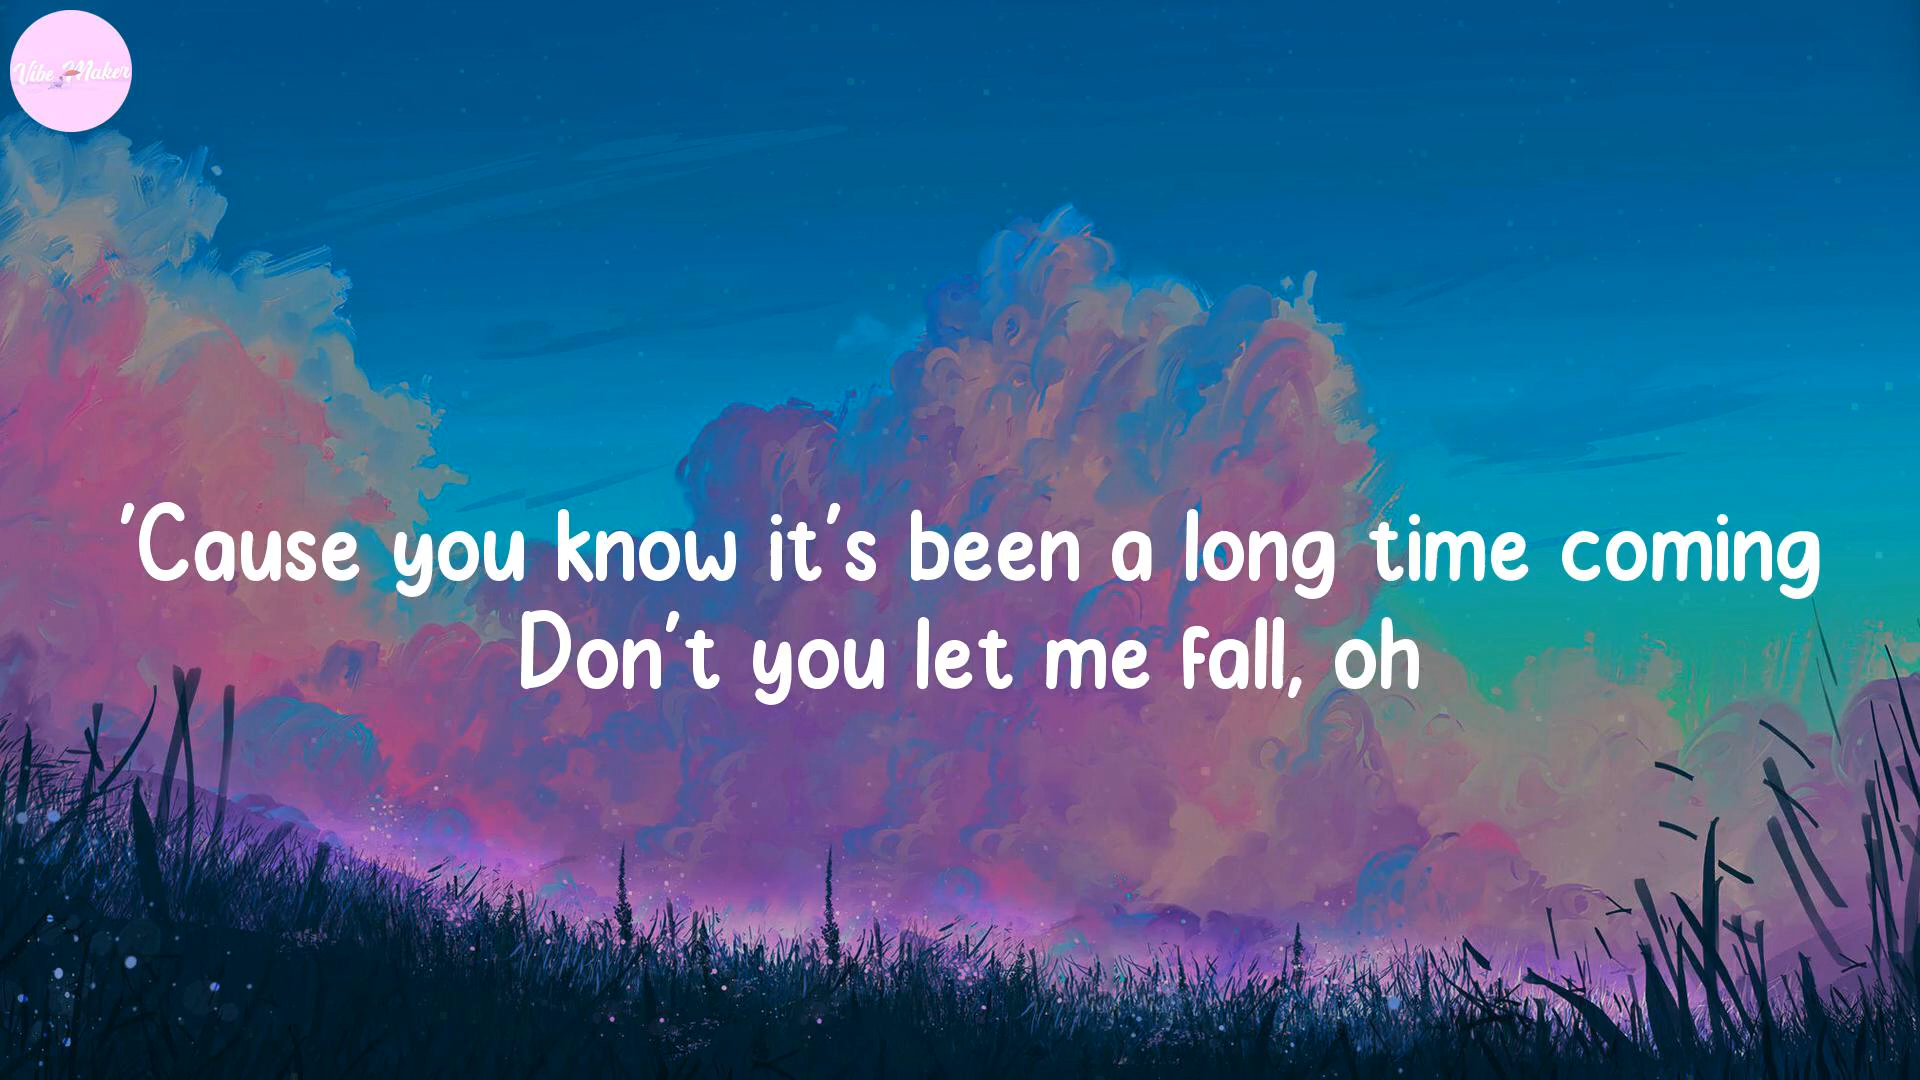 Vibe Maker
'Cause you know it's been a long time coming
Don't you let me fall, oh